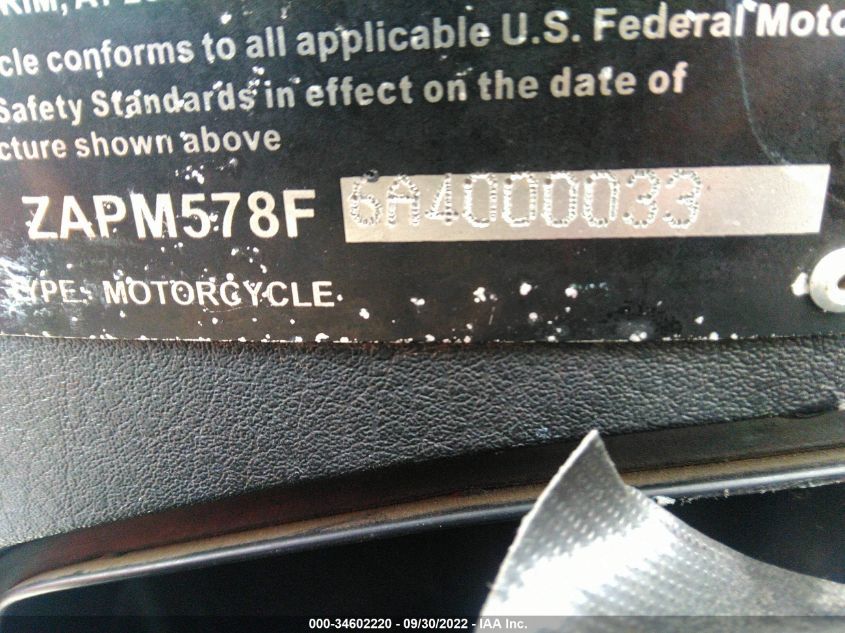 cle conforms to all applicable U.S. Federal Moto
Safety Standards in effect on the date of
cture shown above
ZAPM578F 6A4000033
TYPE: MOTORCYCLE
000-34602220 - 09/30/2022 - IAA Inc.